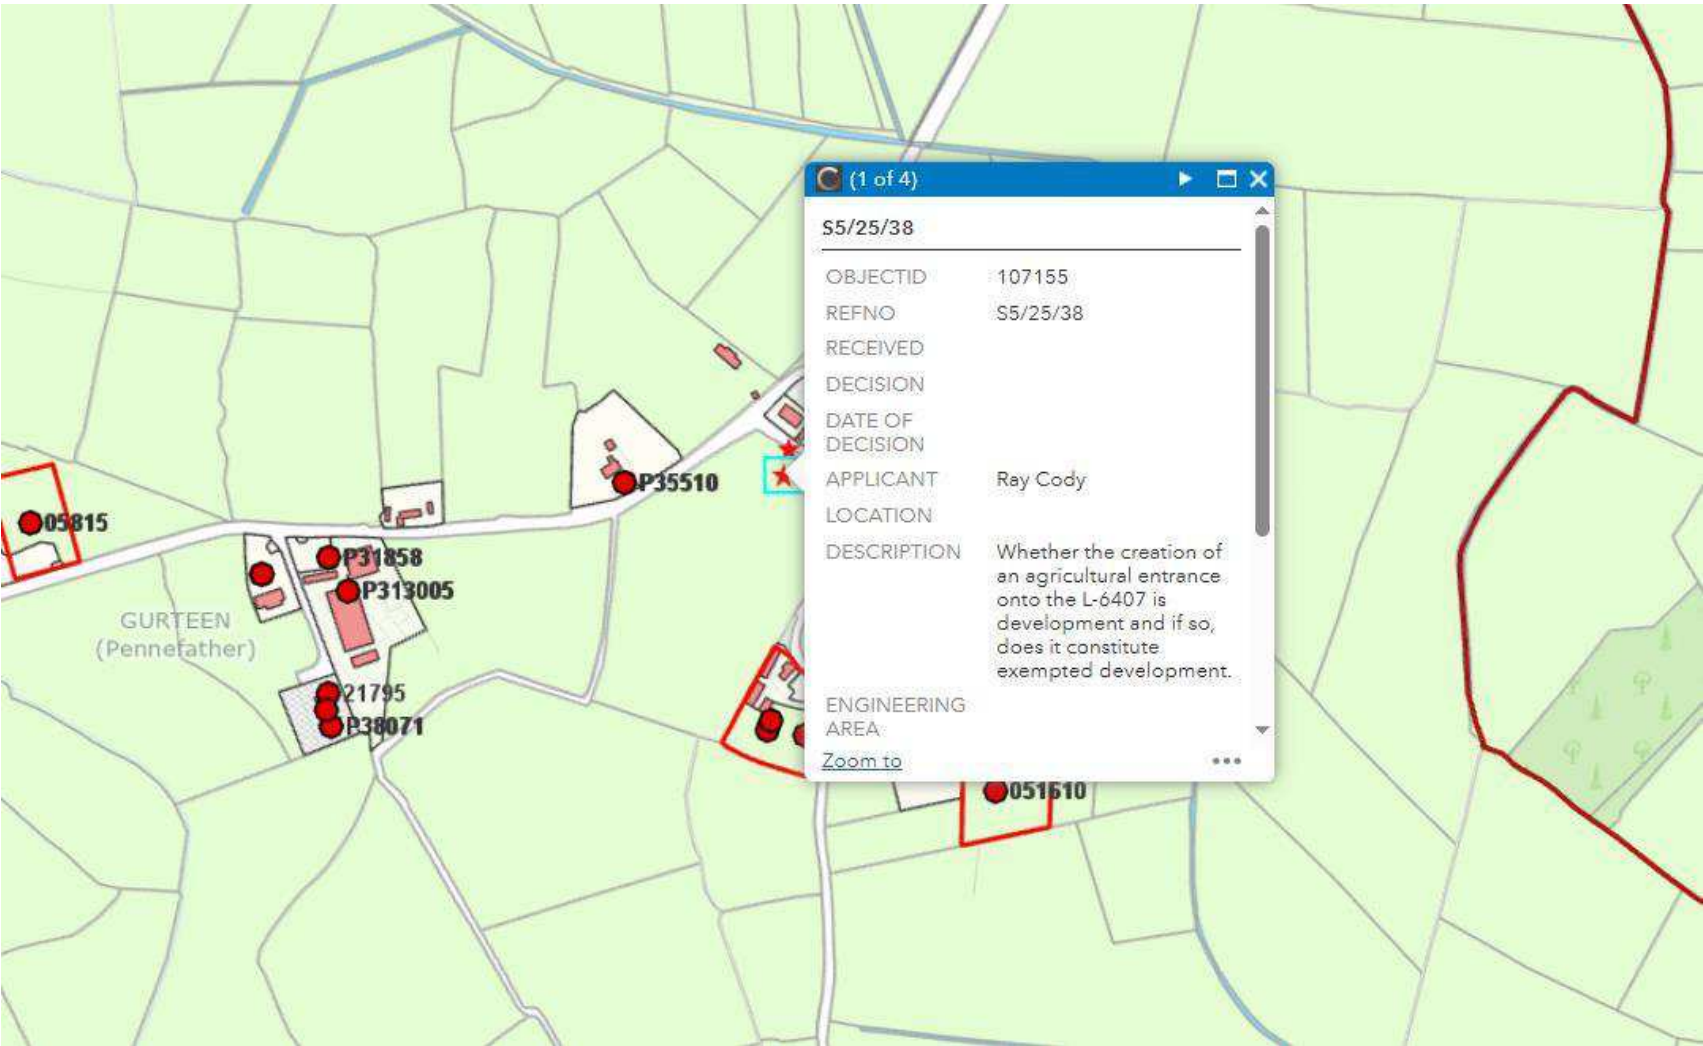 (1 of 4)
S5/25/38
OBJECTID 107155
REFNO S5/25/38
RECEIVED
DECISION
DATE OF
DECISION
APPLICANT Ray Cody
LOCATION
DESCRIPTION Whether the creation of
an agricultural entrance
onto the L-6407 is
development and if so,
does it constitute
exempted development.
ENGINEERING
AREA
Zoom to
P35510
05815
P31858
P313005
GURTEEN
(Pennefather)
21795
P38071
051610